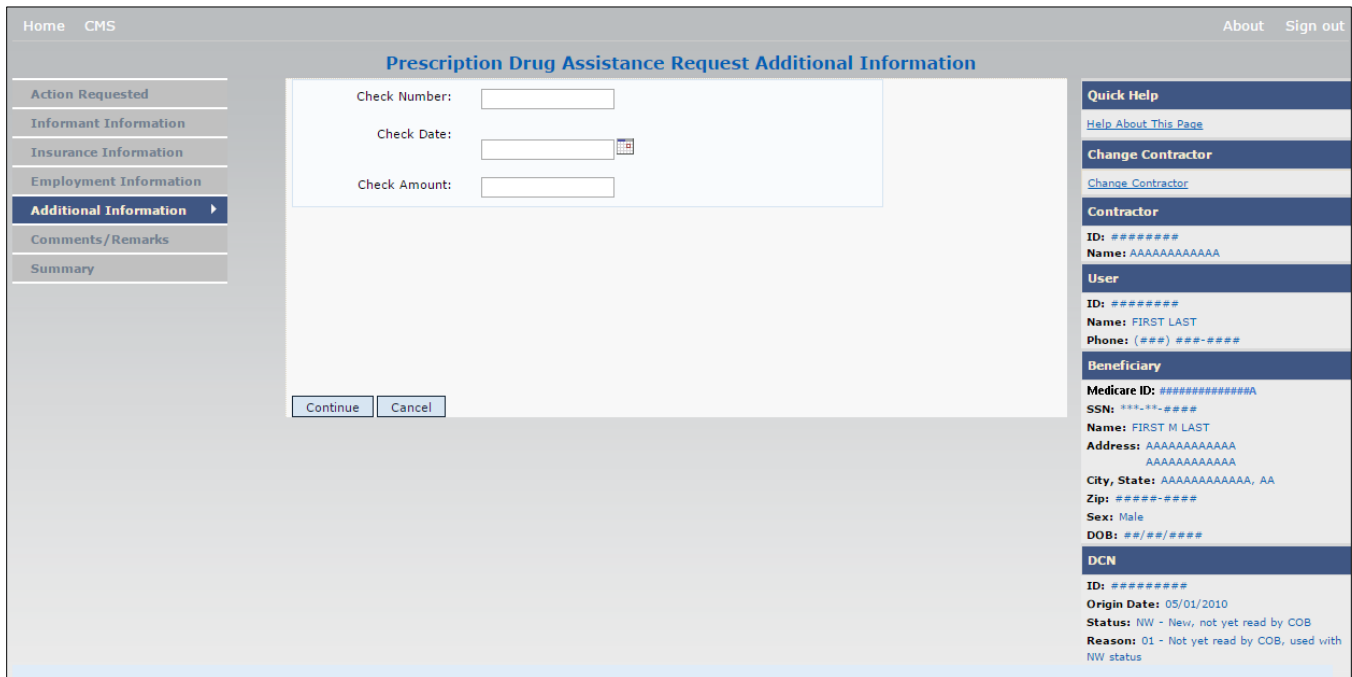 Home CMS About Sign out
Prescription Drug Assistance Request Additional Information
Action Requested
Informant Information
Insurance Information
Employment Information
Additional Information
Comments/Remarks
Summary
Check Number:
Check Date:
Check Amount:
Continue Cancel
Quick Help
Help About This Page
Change Contractor
Change Contractor
Contractor
ID: ########
Name: AAAAAAAAAAAA
User
ID: ########
Name: FIRST LAST
Phone: (###) ###-####
Beneficiary
Medicare ID: ##############A
SSN: ***-**-####
Name: FIRST M LAST
Address: AAAAAAAAAAAA
AAAAAAAAAAAA
City, State: AAAAAAAAAAAA, AA
Zip: #####-####
Sex: Male
DOB: ##/##/####
DCN
ID: #########
Origin Date: 05/01/2010
Status: NW - New, not yet read by COB
Reason: 01 - Not yet read by COB, used with
NW status